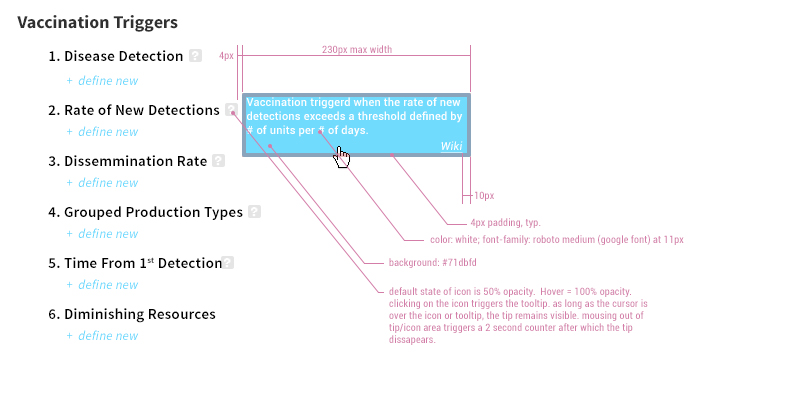 Vaccination Triggers
1. Disease Detection ?
+ define new
4px
230px max width
2. Rate of New Detections ?
Vaccination triggerd when the rate of new
detections exceeds a threshold defined by
# of units per # of days.
Wiki
+ define new
3. Dissemmination Rate ?
+ define new
10px
4. Grouped Production Types ?
4px padding, typ.
+ define new
color: white; font-family: roboto medium (google font) at 11px
5. Time From 1st Detection ?
background: #71dbfd
+ define new
default state of icon is 50% opacity. Hover = 100% opacity.
clicking on the icon triggers the tooltip. as long as the cursor is
over the icon or tooltip, the tip remains visible. mousing out of
tip/icon area triggers a 2 second counter after which the tip
dissapears.
6. Diminishing Resources
+ define new